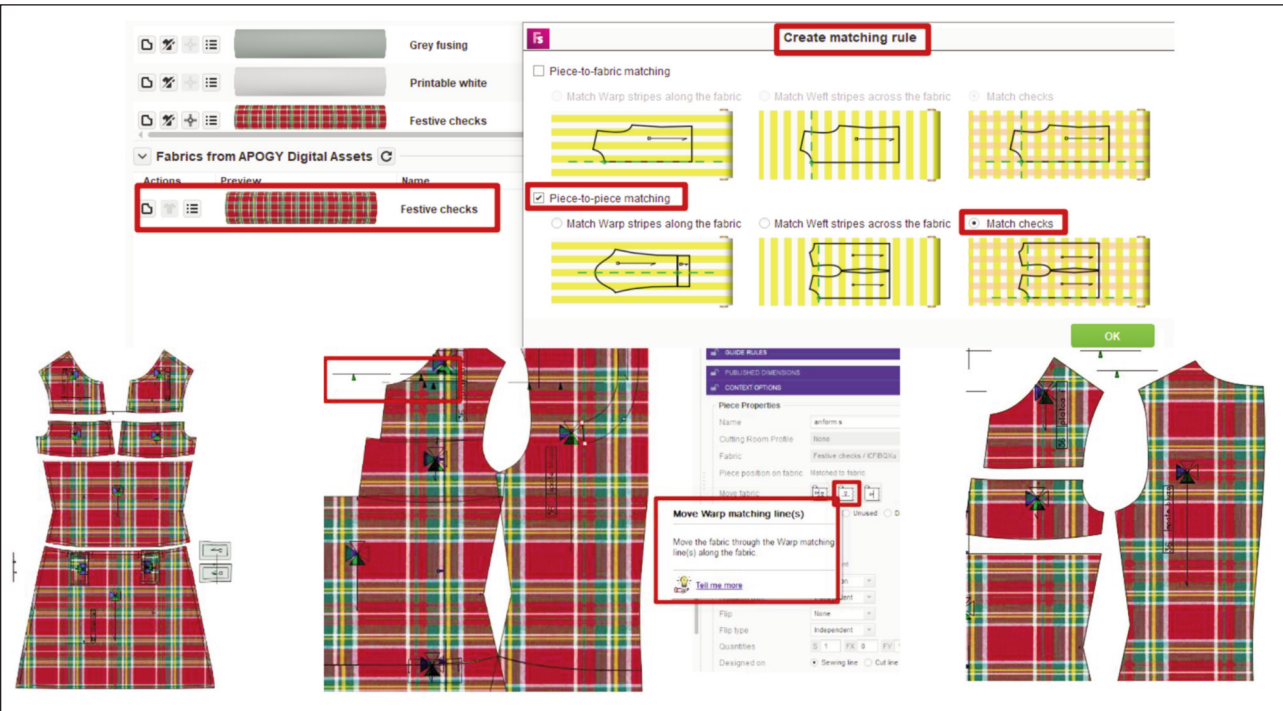 Grey fusing
Printable white
Festive checks
Fabrics from APOGY Digital Assets
Actions Preview Name
Festive checks
Fs
Create matching rule
Piece-to-fabric matching
Match Warp stripes along the fabric Match Weft stripes across the fabric Match checks
Piece-to-piece matching
Match Warp stripes along the fabric Match Weft stripes across the fabric Match checks
OK
GUIDE RULES
PUBLISHED DIMENSIONS
CONTEXT OPTIONS
Piece Properties
Name
Cutting Room Profile None
Fabric
Piece position on fabric Matched to fabric
Move fabric
Unused
Move Warp matching line(s)
Move the fabric through the Warp matching
line(s) along the fabric.
Tell me more
Flip None
Flip type Independent
Quantities S 1 FX 0 FY
Designed on Sewing line Cut line